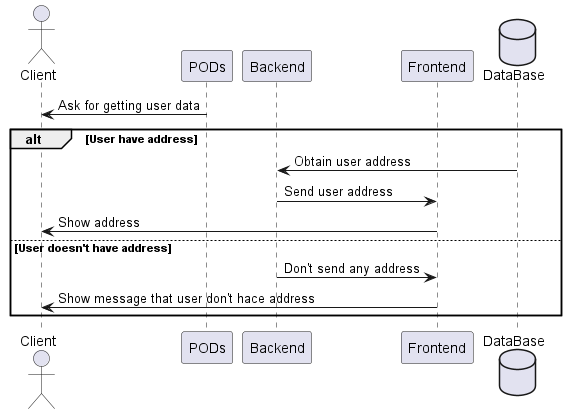 Client
PODs
Backend
Frontend
DataBase
Ask for getting user data
alt
[User have address]
Obtain user address
Send user address
Show address
[User doesn't have address]
Don't send any address
Show message that user don't hace address
Client
PODs
Backend
Frontend
DataBase